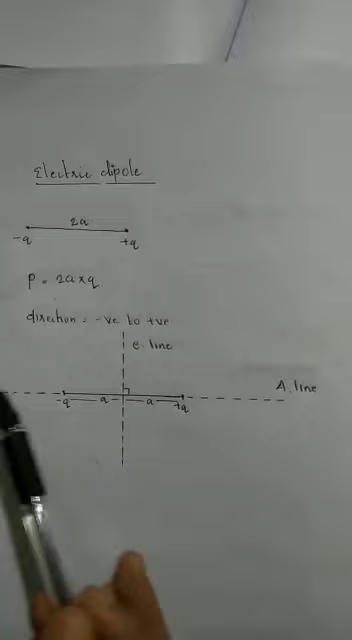 Electric dipole
2a
-q +q
P = 2a × q
direction = -ve to +ve
e. line
A. line
-q a a +q